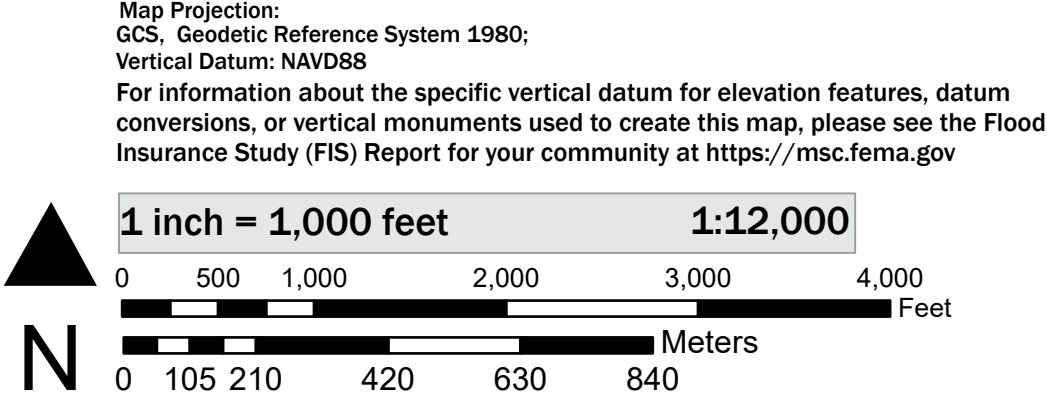 Map Projection:
GCS, Geodetic Reference System 1980;
Vertical Datum: NAVD88
For information about the specific vertical datum for elevation features, datum
conversions, or vertical monuments used to create this map, please see the Flood
Insurance Study (FIS) Report for your community at https://msc.fema.gov
1 inch = 1,000 feet 1:12,000
0 500 1,000 2,000 3,000 4,000
Feet
Meters
N
0 105 210 420 630 840